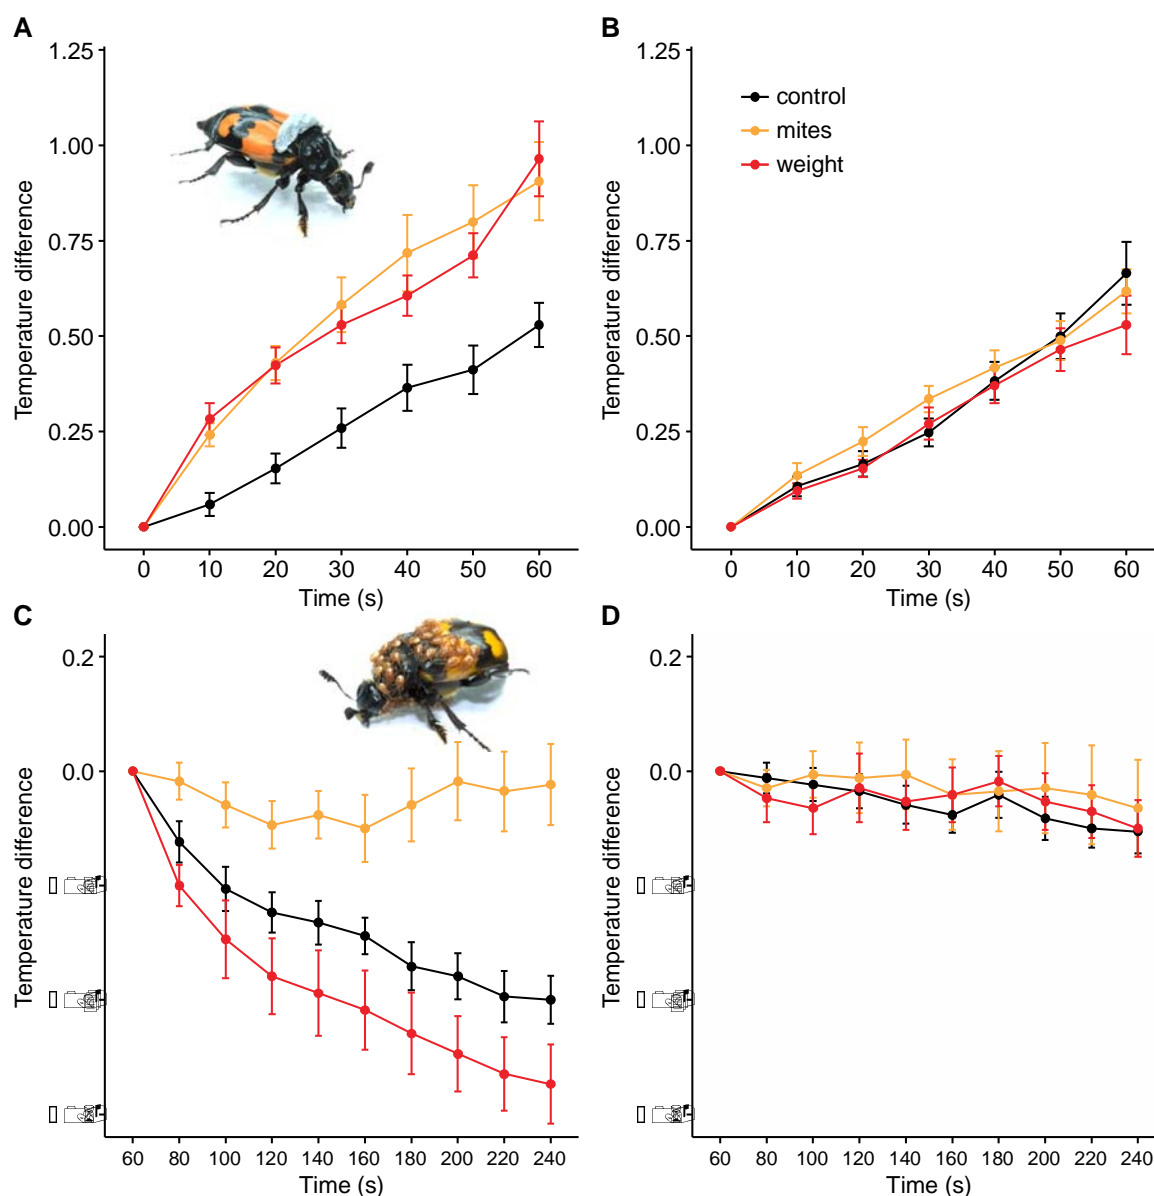 A
1.25
1.00
0.75
0.50
0.25
0.00
Temperature difference
0 10 20 30 40 50 60
Time (s)
B
1.25
1.00
0.75
0.50
0.25
0.00
Temperature difference
control
mites
weight
0 10 20 30 40 50 60
Time (s)
C
0.2
0.0
Temperature difference
60 80 100 120 140 160 180 200 220 240
Time (s)
D
0.2
0.0
Temperature difference
60 80 100 120 140 160 180 200 220 240
Time (s)